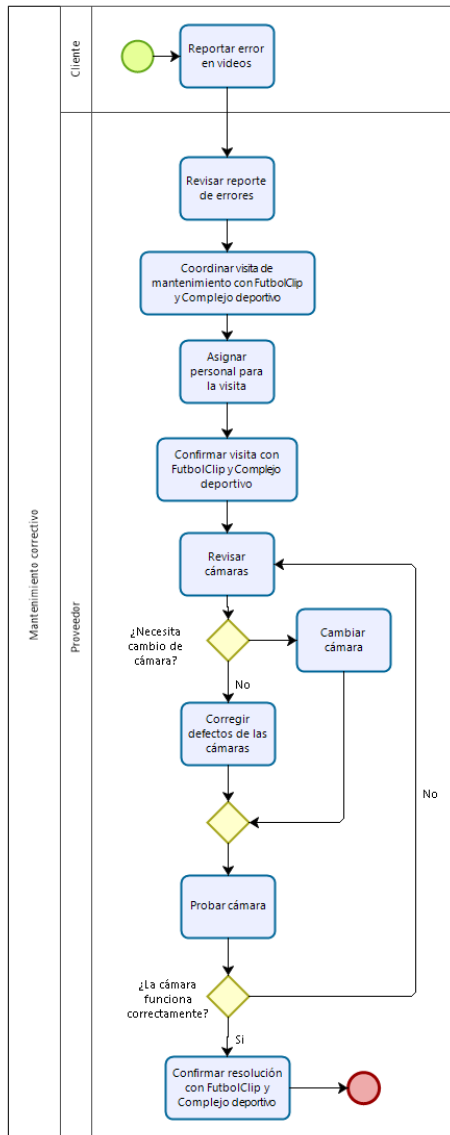 Mantenimiento correctivo
Cliente
Reportar error
en videos
Proveedor
Revisar reporte
de errores
Coordinar visita de
mantenimiento con FutbolClip
y Complejo deportivo
Asignar
personal para
la visita
Confirmar visita con
FutbolClip y Complejo
deportivo
Revisar
cámaras
¿Necesita
cambio de
cámara?
Cambiar
cámara
No
Corregir
defectos de las
cámaras
No
Probar cámara
¿La cámara
funciona
correctamente?
Si
Confirmar resolución
con FutbolClip y
Complejo deportivo